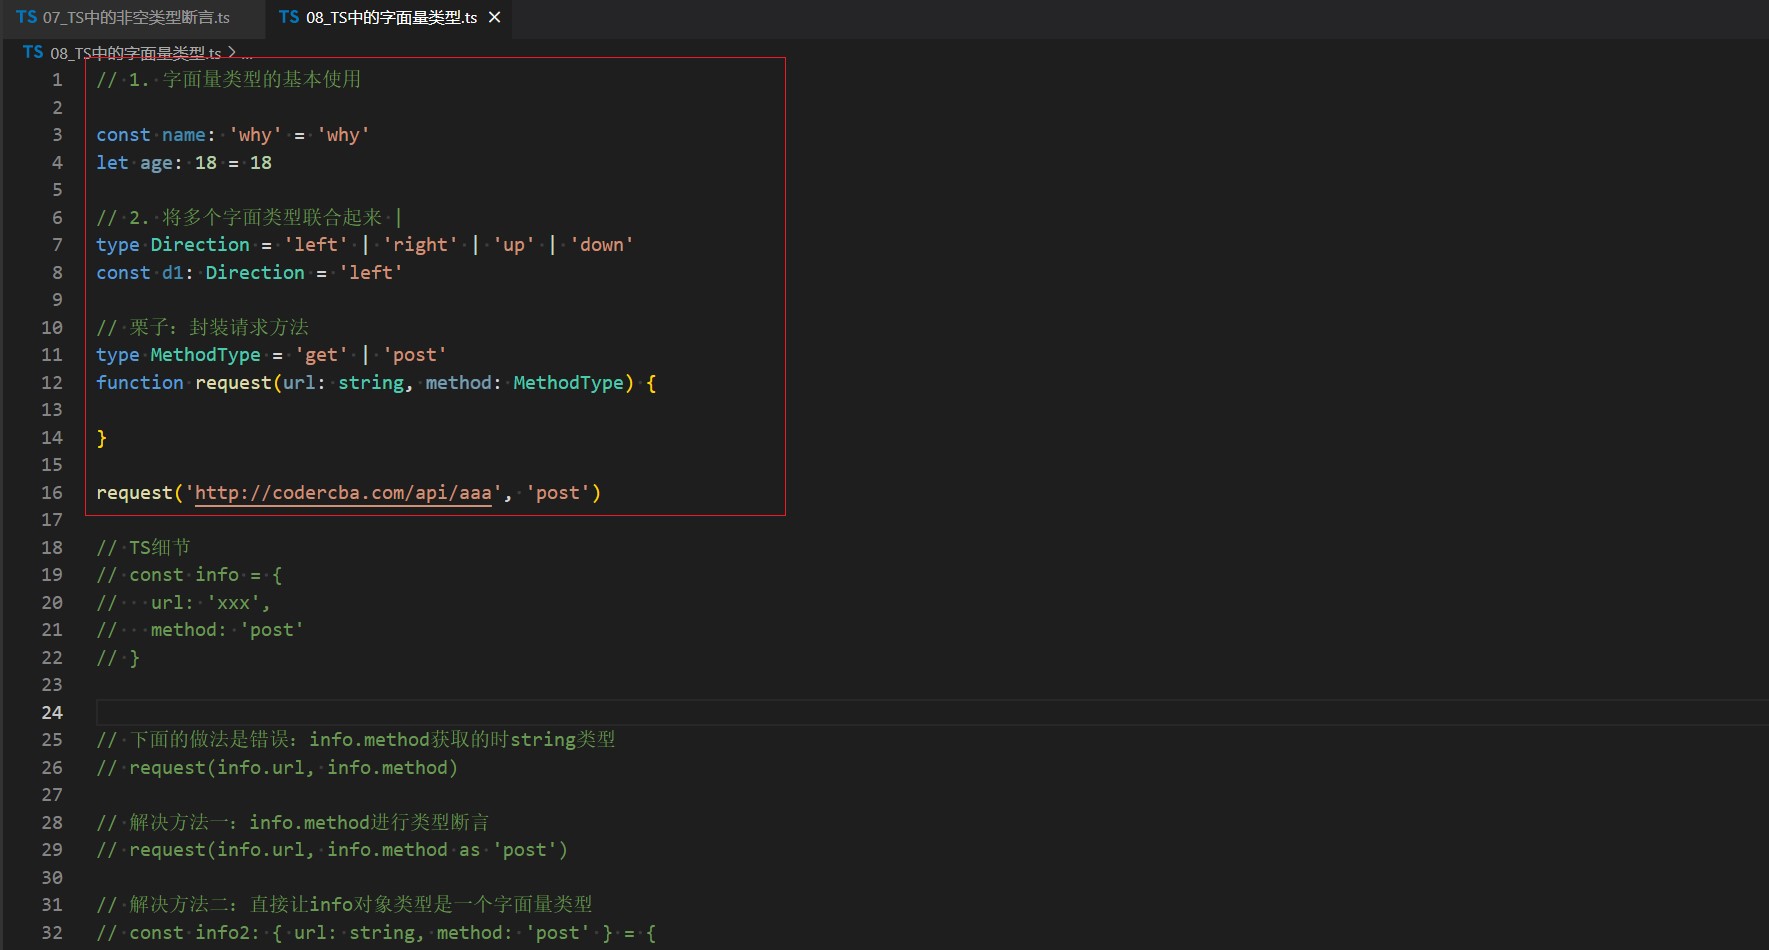 TS 07_TS中的非空类型断言.ts TS 08_TS中的字面量类型.ts ×
TS 08_TS中的字面量类型.ts > ...
1 // 1. 字面量类型的基本使用
2
3 const name: 'why' = 'why'
4 let age: 18 = 18
5
6 // 2. 将多个字面类型联合起来 |
7 type Direction = 'left' | 'right' | 'up' | 'down'
8 const d1: Direction = 'left'
9
10 // 栗子: 封装请求方法
11 type MethodType = 'get' | 'post'
12 function request(url: string, method: MethodType) {
13
14 }
15
16 request('http://codercba.com/api/aaa', 'post')
17
18 // TS细节
19 // const info = {
20 //   url: 'xxx',
21 //   method: 'post'
22 // }
23
24
25 // 下面的做法是错误: info.method获取的时string类型
26 // request(info.url, info.method)
27
28 // 解决方法一: info.method进行类型断言
29 // request(info.url, info.method as 'post')
30
31 // 解决方法二: 直接让info对象类型是一个字面量类型
32 // const info2: { url: string, method: 'post' } = {